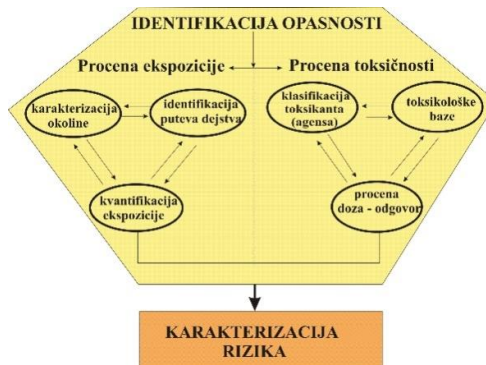 IDENTIFIKACIJA OPASNOSTI
Procena ekspozicije
Procena toksičnosti
karakterizacija
okoline
identifikacija
puteva dejstva
kvantifikacija
ekspozicije
klasifikacija
toksikanta
(agensa)
toksikološke
baze
procena
doza - odgovor
KARAKTERIZACIJA
RIZIKA